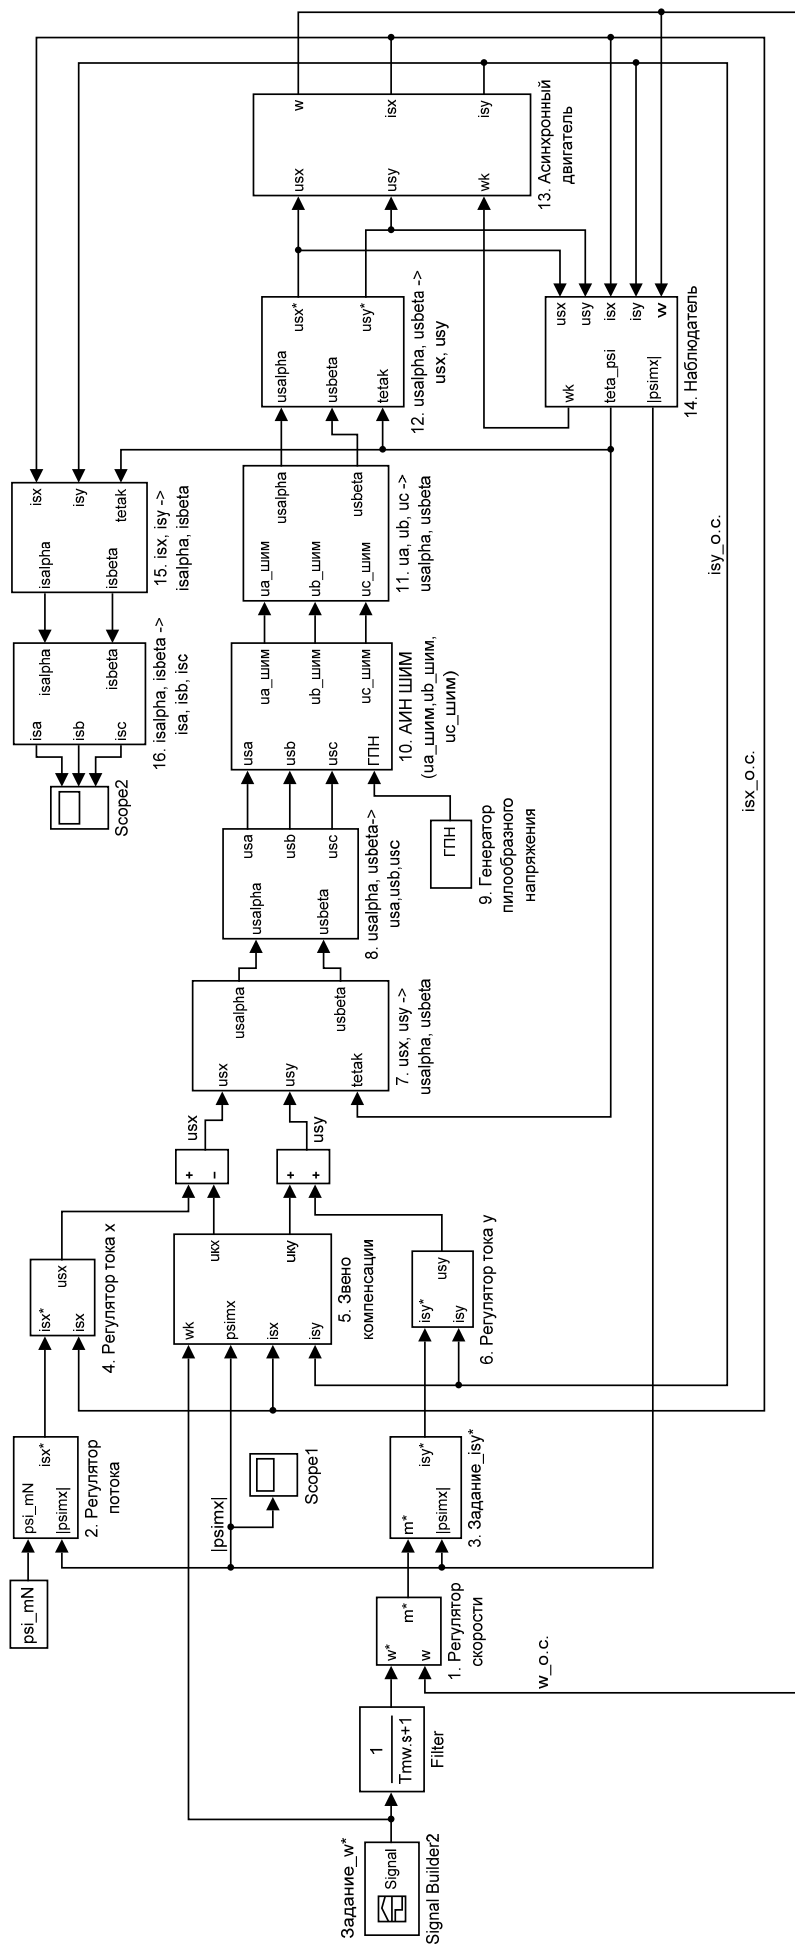 Задание_w*
Signal
Signal Builder2
1
Tmw.s+1
Filter
w*
w
m*
1. Регулятор
скорости
w_o.c.
psi_mN
psi_mN
|psimx|
isx*
2. Регулятор
потока
|psimx|
Scope1
m*
|psimx|
isy*
3. Задание_isy*
isx*
isx
usx
4. Регулятор тока x
wk
psimx
isx
isy
uкx
uкy
5. Звено
компенсации
isy*
isy
usy
6. Регулятор тока y
+
−
usx
+
+
usy
usx
usy
tetak
usalpha
usbeta
7. usx, usy ->
usalpha, usbeta
usalpha
usbeta
usa
usb
usc
8. usalpha, usbeta->
usa,usb,usc
ГПН
9. Генератор
пилообразного
напряжения
usa
usb
usc
ГПН
ua_шим
ub_шим
uc_шим
10. АИН ШИМ
(ua_шим,ub_шим,
uc_шим)
Scope2
isa
isb
isc
isalpha
isbeta
16. isalpha, isbeta ->
isa, isb, isc
isalpha
isbeta
isx
isy
tetak
15. isx, isy ->
isalpha, isbeta
ua_шим
ub_шим
uc_шим
usalpha
usbeta
11. ua, ub, uc ->
usalpha, usbeta
usalpha
usbeta
tetak
usx*
usy*
12. usalpha, usbeta ->
usx, usy
wk
teta_psi
|psimx|
usx
usy
isx
isy
w
14. Наблюдатель
usx
usy
wk
w
isx
isy
13. Асинхронный
двигатель
isy_o.c.
isx_o.c.